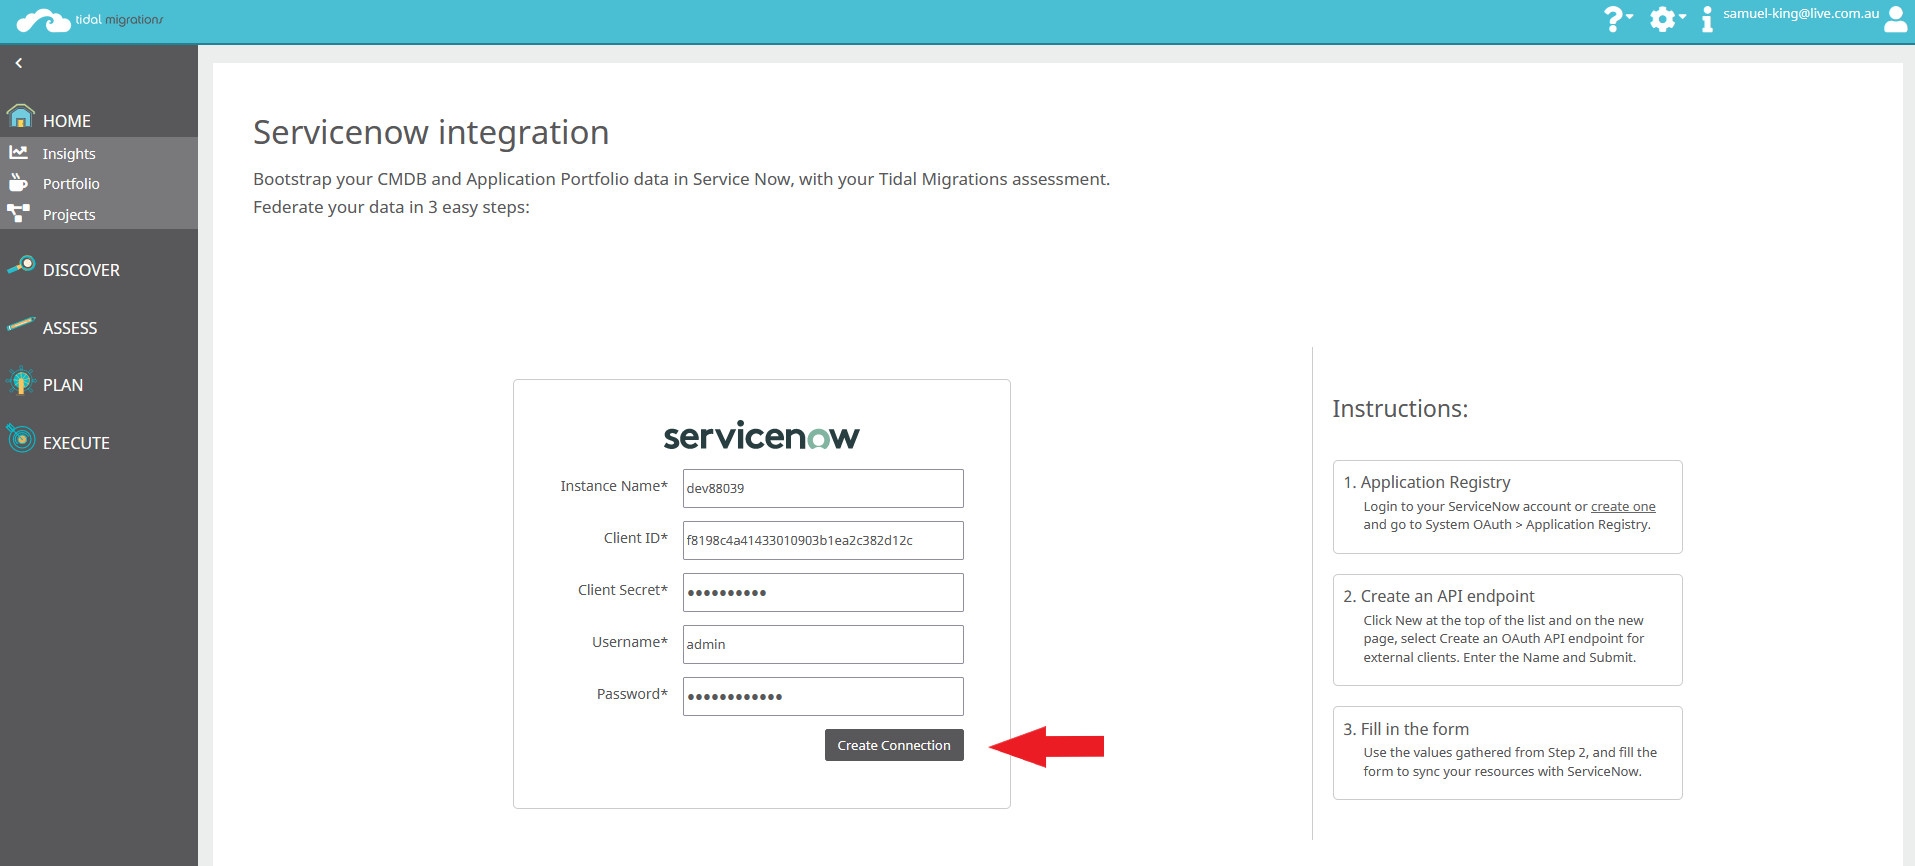 tidal migrations
samuel-king@live.com.au
HOME
Insights
Portfolio
Projects
DISCOVER
ASSESS
PLAN
EXECUTE
Servicenow integration
Bootstrap your CMDB and Application Portfolio data in Service Now, with your Tidal Migrations assessment.
Federate your data in 3 easy steps:
servicenow
Instance Name*
dev88039
Client ID*
f8198c4a41433010903b1ea2c382d12c
Client Secret*
••••••••••
Username*
admin
Password*
••••••••••••
Create Connection
Instructions:
1. Application Registry
Login to your ServiceNow account or create one
and go to System OAuth > Application Registry.
2. Create an API endpoint
Click New at the top of the list and on the new
page, select Create an OAuth API endpoint for
external clients. Enter the Name and Submit.
3. Fill in the form
Use the values gathered from Step 2, and fill the
form to sync your resources with ServiceNow.